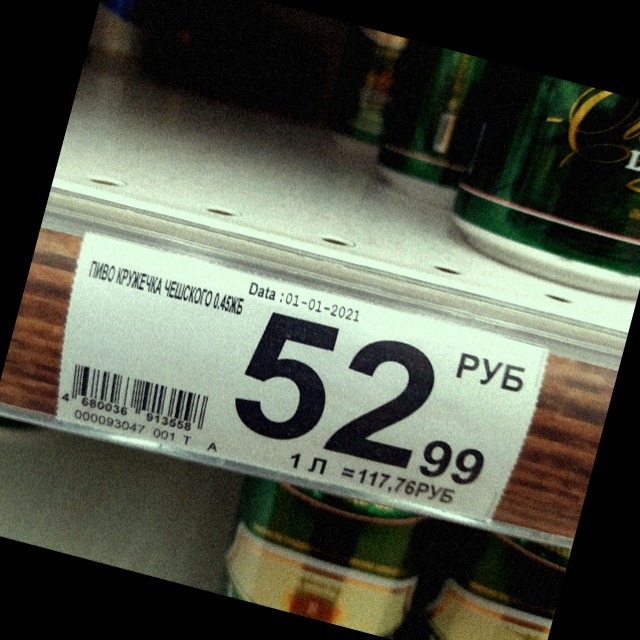 ПИВО КРУЖЕЧКА ЧЕШСКОГО 0.45ЖБ
Data : 01-01-2021
52 99 РУБ
1 Л =117.76РУБ
4 680036 913658
000093047 001 Т А